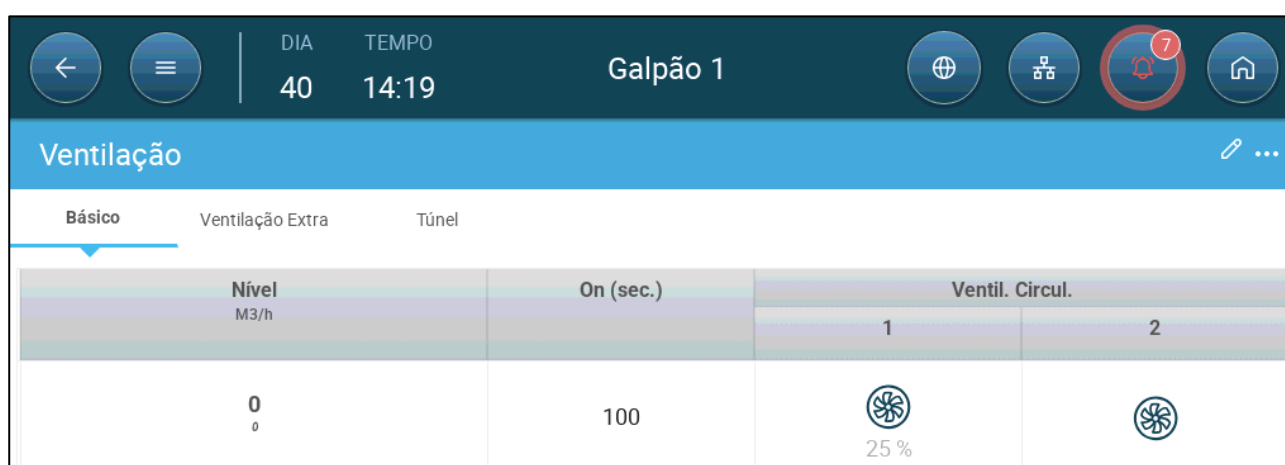 DIA TEMPO
40 14:19
Galpão 1
7
Ventilação
Básico Ventilação Extra Túnel
Nível On (sec.) Ventil. Circul.
M3/h
1 2
0 100
0
25 %